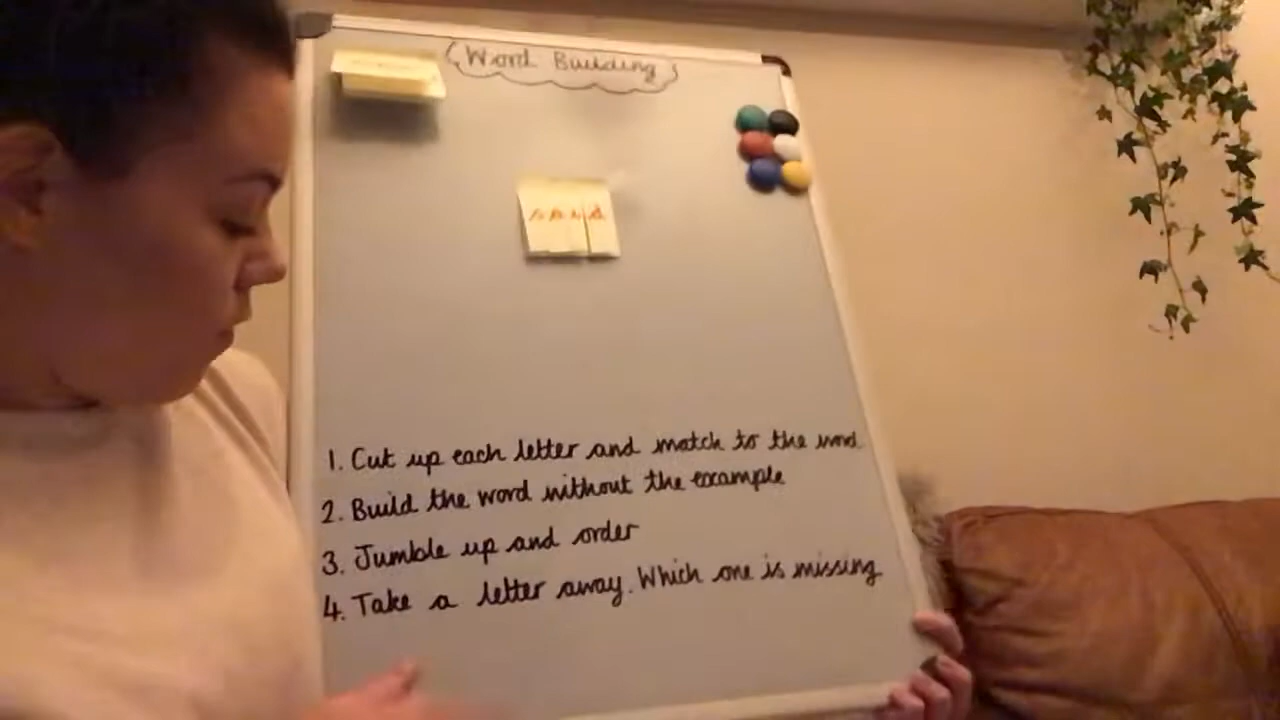 Word Building
1. Cut up each letter and match to the word
2. Build the word without the example
3. Jumble up and order
4. Take a letter away. Which one is missing